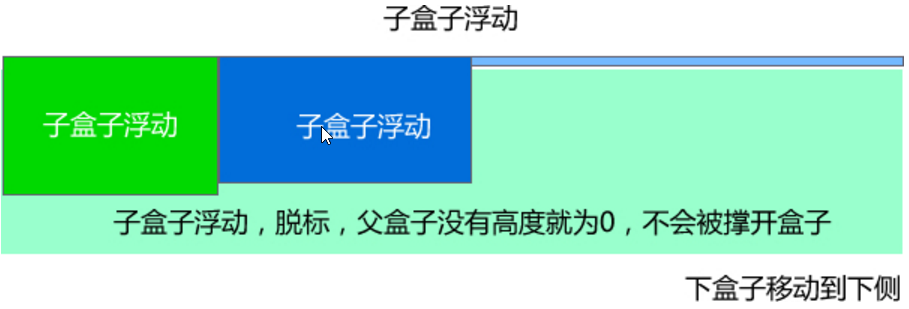 子盒子浮动
子盒子浮动
子盒子浮动
子盒子浮动，脱标，父盒子没有高度就为0，不会被撑开盒子
下盒子移动到下侧